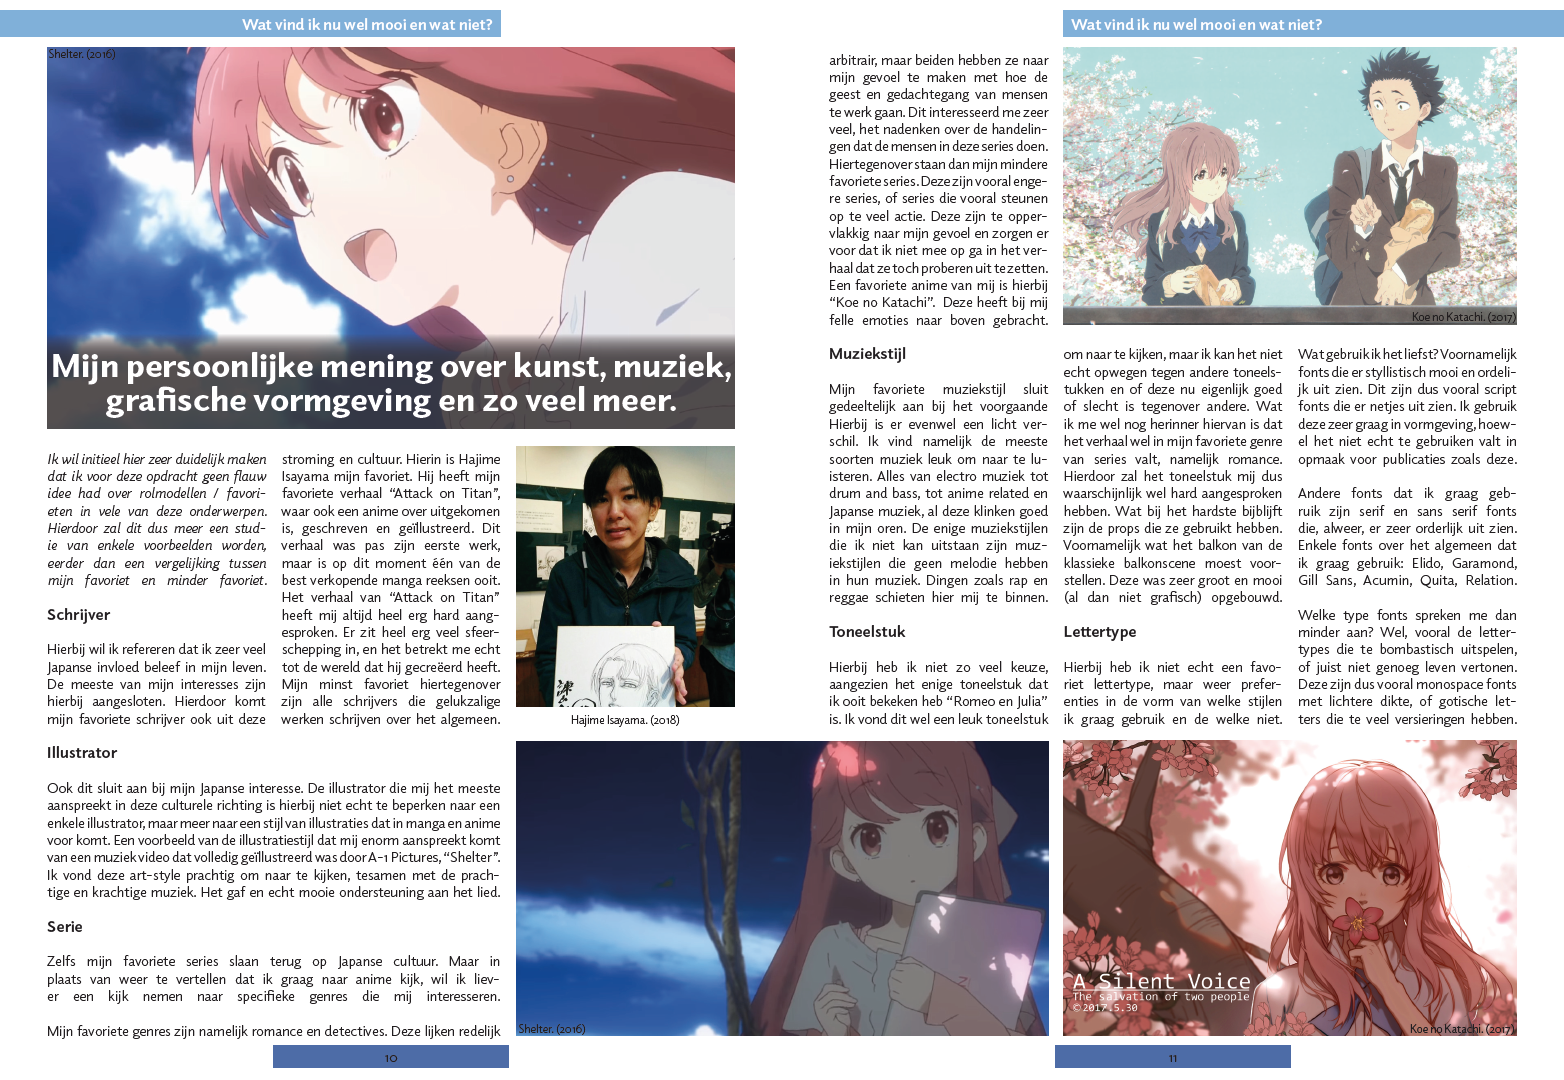 Wat vind ik nu wel mooi en wat niet?
Shelter. (2016)
Mijn persoonlijke mening over kunst, muziek,
grafische vormgeving en zo veel meer.
Ik wil initieel hier zeer duidelijk maken
dat ik voor deze opdracht geen flauw
idee had over rolmodellen / favori-
eten in vele van deze onderwerpen.
Hierdoor zal dit dus meer een stud-
ie van enkele voorbeelden worden,
eerder dan een vergelijking tussen
mijn favoriet en minder favoriet.
Schrijver
Hierbij wil ik refereren dat ik zeer veel
Japanse invloed beleef in mijn leven.
De meeste van mijn interesses zijn
hierbij aangesloten. Hierdoor komt
mijn favoriete schrijver ook uit deze
stroming en cultuur. Hierin is Hajime
Isayama mijn favoriet. Hij heeft mijn
favoriete verhaal “Attack on Titan”,
waar ook een anime over uitgekomen
is, geschreven en geïllustreerd. Dit
verhaal was pas zijn eerste werk,
maar is op dit moment één van de
best verkopende manga reeksen ooit.
Het verhaal van “Attack on Titan”
heeft mij altijd heel erg hard aang-
esproken. Er zit heel erg veel sfeer-
schepping in, en het betrekt me echt
tot de wereld dat hij gecreëerd heeft.
Mijn minst favoriet hiertegenover
zijn alle schrijvers die gelukzalige
werken schrijven over het algemeen.
Hajime Isayama. (2018)
Illustrator
Ook dit sluit aan bij mijn Japanse interesse. De illustrator die mij het meeste
aanspreekt in deze culturele richting is hierbij niet echt te beperken naar een
enkele illustrator, maar meer naar een stijl van illustraties dat in manga en anime
voor komt. Een voorbeeld van de illustratiestijl dat mij enorm aanspreekt komt
van een muziekvideo dat volledig geïllustreerd was door A-1 Pictures, “Shelter”.
Ik vond deze art-style prachtig om naar te kijken, tesamen met de prach-
tige en krachtige muziek. Het gaf en echt mooie ondersteuning aan het lied.
Serie
Zelfs mijn favoriete series slaan terug op Japanse cultuur. Maar in
plaats van weer te vertellen dat ik graag naar anime kijk, wil ik liev-
er een kijk nemen naar specifieke genres die mij interesseren.
Mijn favoriete genres zijn namelijk romance en detectives. Deze lijken redelijk
Shelter. (2016)
10
Wat vind ik nu wel mooi en wat niet?
arbitrair, maar beiden hebben ze naar
mijn gevoel te maken met hoe de
geest en gedachtegang van mensen
te werk gaan. Dit interesseerd me zeer
veel, het nadenken over de handelin-
gen dat de mensen in deze series doen.
Hiertegenover staan dan mijn mindere
favoriete series. Deze zijn vooral enge-
re series, of series die vooral steunen
op te veel actie. Deze zijn te opper-
vlakkig naar mijn gevoel en zorgen er
voor dat ik niet mee op ga in het ver-
haal dat ze toch proberen uit te zetten.
Een favoriete anime van mij is hierbij
“Koe no Katachi”. Deze heeft bij mij
felle emoties naar boven gebracht.
Koe no Katachi. (2017)
Muziekstijl
Mijn favoriete muziekstijl sluit
gedeeltelijk aan bij het voorgaande
Hierbij is er evenwel een licht ver-
schil. Ik vind namelijk de meeste
soorten muziek leuk om naar te lu-
isteren. Alles van electro muziek tot
drum and bass, tot anime related en
Japanse muziek, al deze klinken goed
in mijn oren. De enige muziekstijlen
die ik niet kan uitstaan zijn muz-
iekstijlen die geen melodie hebben
in hun muziek. Dingen zoals rap en
reggae schieten hier mij te binnen.
Toneelstuk
Hierbij heb ik niet zo veel keuze,
aangezien het enige toneelstuk dat
ik ooit bekeken heb “Romeo en Julia”
is. Ik vond dit wel een leuk toneelstuk
om naar te kijken, maar ik kan het niet
echt opwegen tegen andere toneels-
tukken en of deze nu eigenlijk goed
of slecht is tegenover andere. Wat
ik me wel nog herinner hiervan is dat
het verhaal wel in mijn favoriete genre
van series valt, namelijk romance.
Hierdoor zal het toneelstuk mij dus
waarschijnlijk wel hard aangesproken
hebben. Wat bij het hardste bijblijft
zijn de props die ze gebruikt hebben.
Voornamelijk wat het balkon van de
klassieke balkonscene moest voor-
stellen. Deze was zeer groot en mooi
(al dan niet grafisch) opgebouwd.
Lettertype
Hierbij heb ik niet echt een favo-
riet lettertype, maar weer prefer-
enties in de vorm van welke stijlen
ik graag gebruik en de welke niet.
Wat gebruik ik het liefst? Voornamelijk
fonts die er styllistisch mooi en ordeli-
jk uit zien. Dit zijn dus vooral script
fonts die er netjes uit zien. Ik gebruik
deze zeer graag in vormgeving, hoew-
el het niet echt te gebruiken valt in
opmaak voor publicaties zoals deze.
Andere fonts dat ik graag geb-
ruik zijn serif en sans serif fonts
die, alweer, er zeer orderlijk uit zien.
Enkele fonts over het algemeen dat
ik graag gebruik: Elido, Garamond,
Gill Sans, Acumin, Quita, Relation.
Welke type fonts spreken me dan
minder aan? Wel, vooral de letter-
types die te bombastisch uitspelen,
of juist niet genoeg leven vertonen.
Deze zijn dus vooral monospace fonts
met lichtere dikte, of gotische let-
ters die te veel versieringen hebben.
A Silent Voice
The salvation of two people
©2017.5.30
Koe no Katachi. (2017)
11